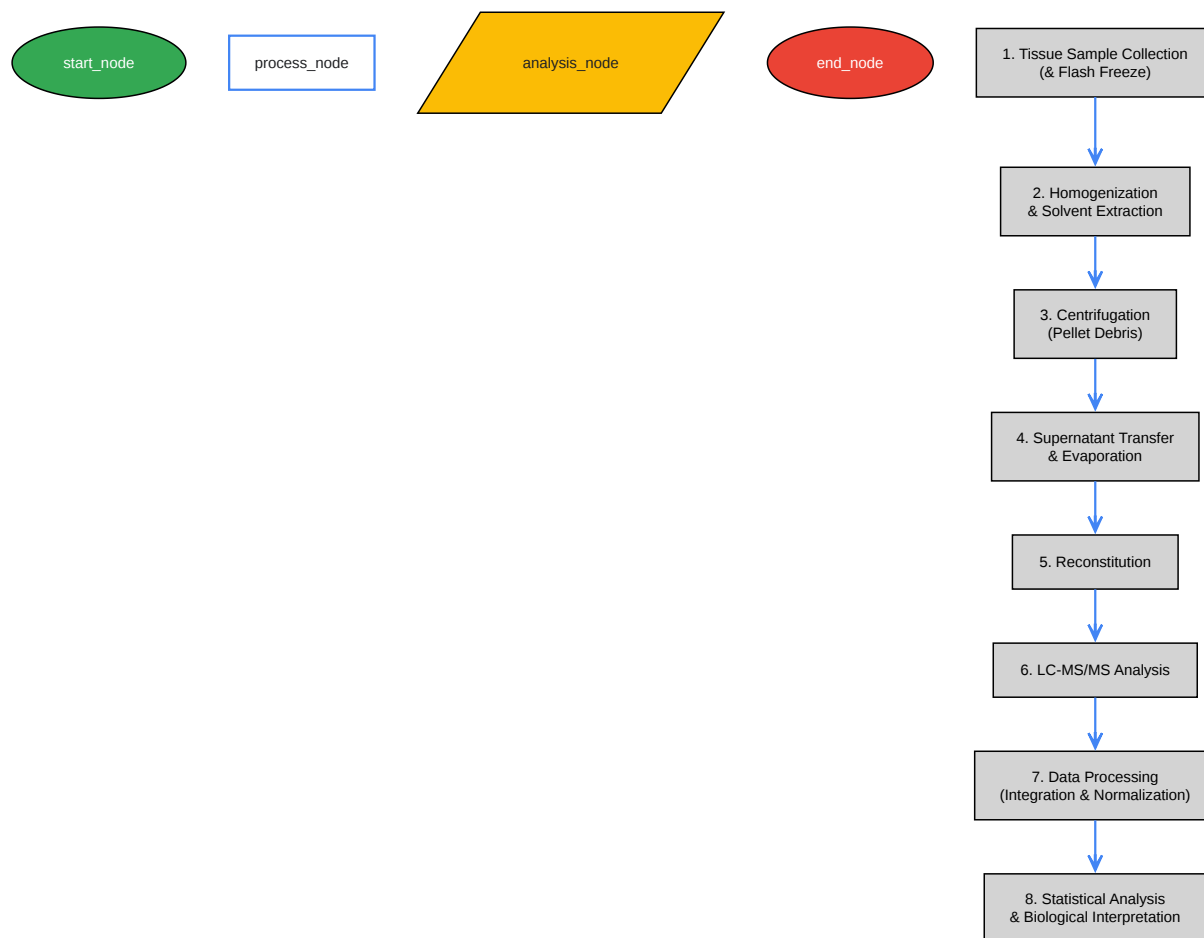 start_node
process_node
analysis_node
end_node
1. Tissue Sample Collection
(& Flash Freeze)
2. Homogenization
& Solvent Extraction
3. Centrifugation
(Pellet Debris)
4. Supernatant Transfer
& Evaporation
5. Reconstitution
6. LC-MS/MS Analysis
7. Data Processing
(Integration & Normalization)
8. Statistical Analysis
& Biological Interpretation